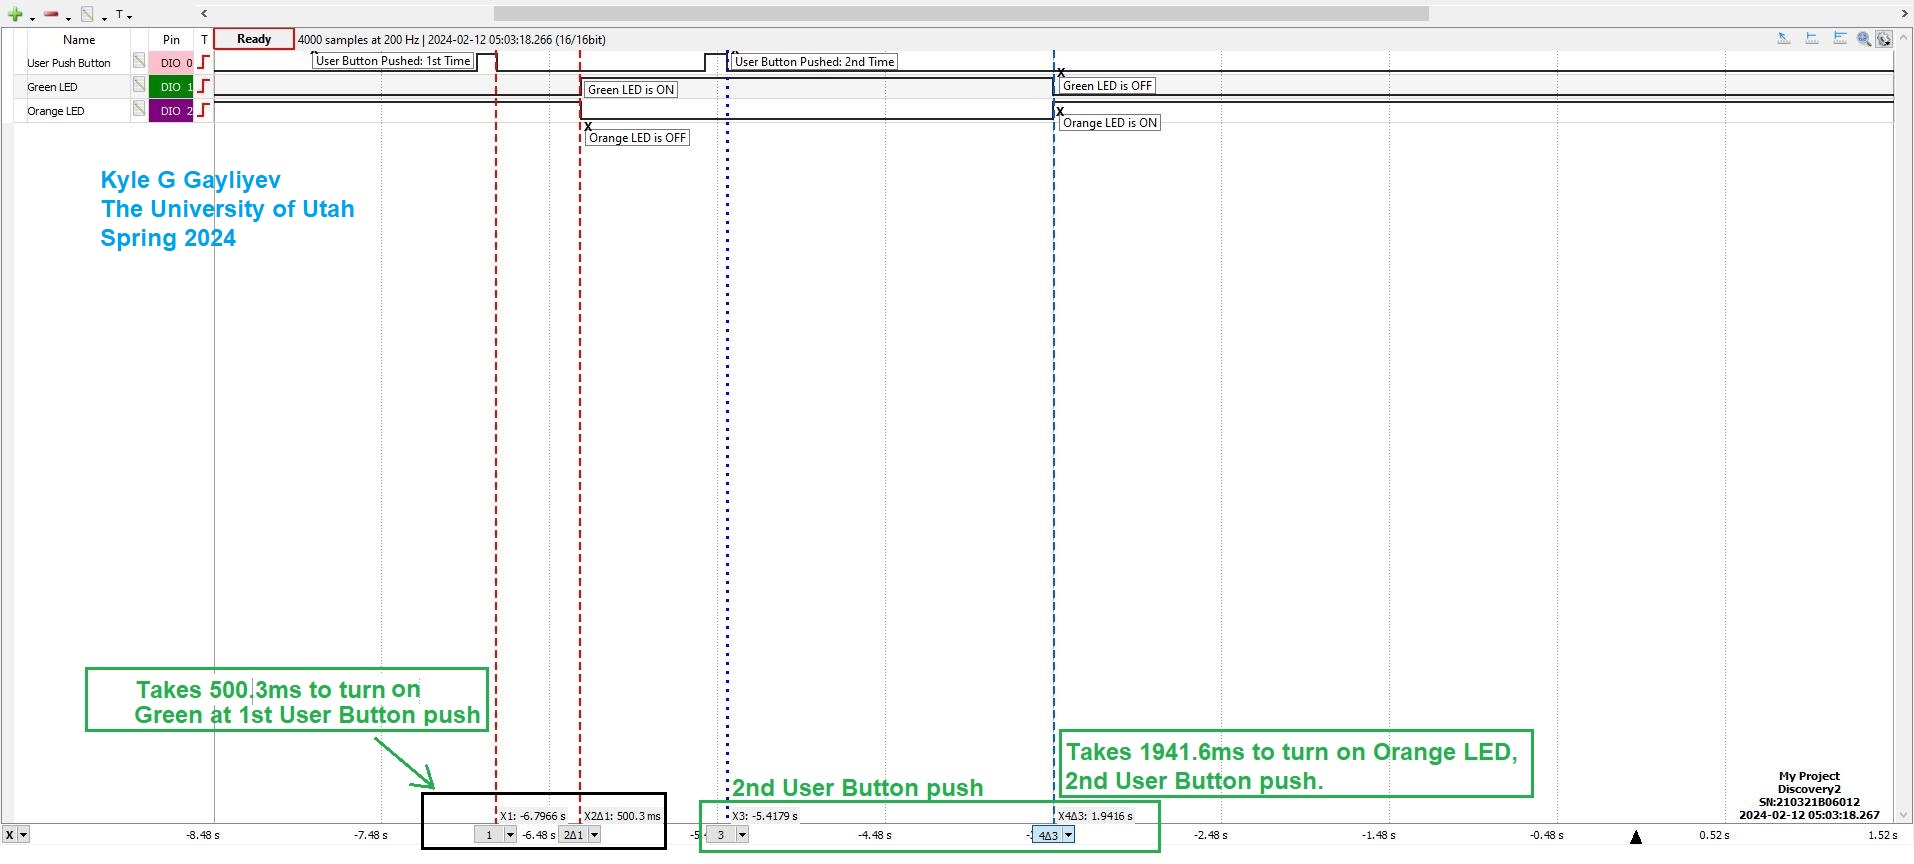 T
Name Pin T Ready 4000 samples at 200 Hz | 2024-02-12 05:03:18.266 (16/16bit)
User Push Button DIO 0 User Button Pushed: 1st Time User Button Pushed: 2nd Time
Green LED DIO 1 Green LED is ON X Green LED is OFF
Orange LED DIO 2 X Orange LED is ON
X Orange LED is OFF
Kyle G Gayliyev
The University of Utah
Spring 2024
Takes 500.3ms to turn on
Green at 1st User Button push
Takes 1941.6ms to turn on Orange LED,
2nd User Button push.
2nd User Button push
My Project
Discovery2
SN:210321B06012
2024-02-12 05:03:18.267
X1: -6.7966 s X2Δ1: 500.3 ms X3: -5.4179 s X4Δ3: 1.9416 s
X -8.48 s -7.48 s 1 -6.48 s 2Δ1 3 -4.48 s 4Δ3 -2.48 s -1.48 s -0.48 s 0.52 s 1.52 s